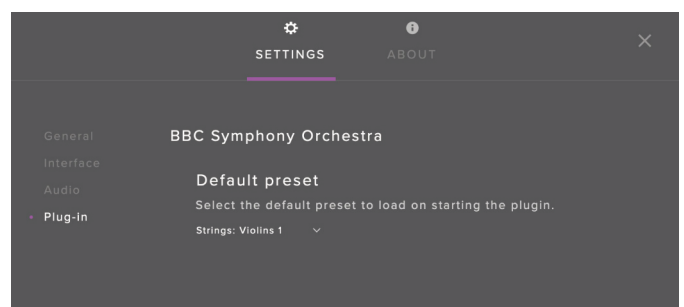 SETTINGS
ABOUT
General
Interface
Audio
Plug-in
BBC Symphony Orchestra
Default preset
Select the default preset to load on starting the plugin.
Strings: Violins 1